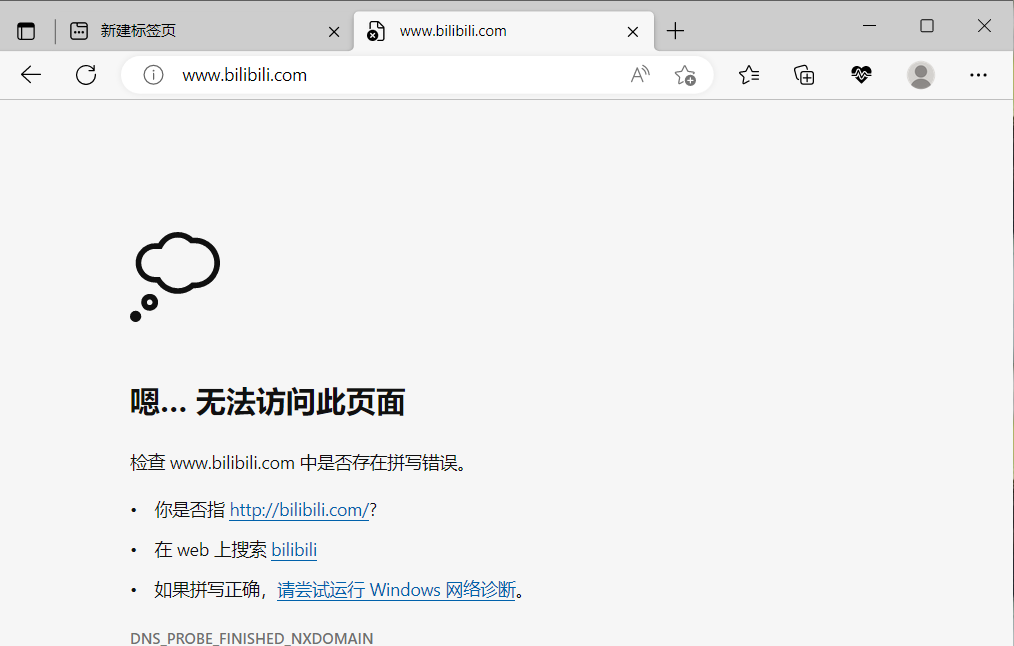 新建标签页
www.bilibili.com
www.bilibili.com
嗯... 无法访问此页面
检查 www.bilibili.com 中是否存在拼写错误。
• 你是否指 http://bilibili.com/?
• 在 web 上搜索 bilibili
• 如果拼写正确，请尝试运行 Windows 网络诊断。
DNS_PROBE_FINISHED_NXDOMAIN